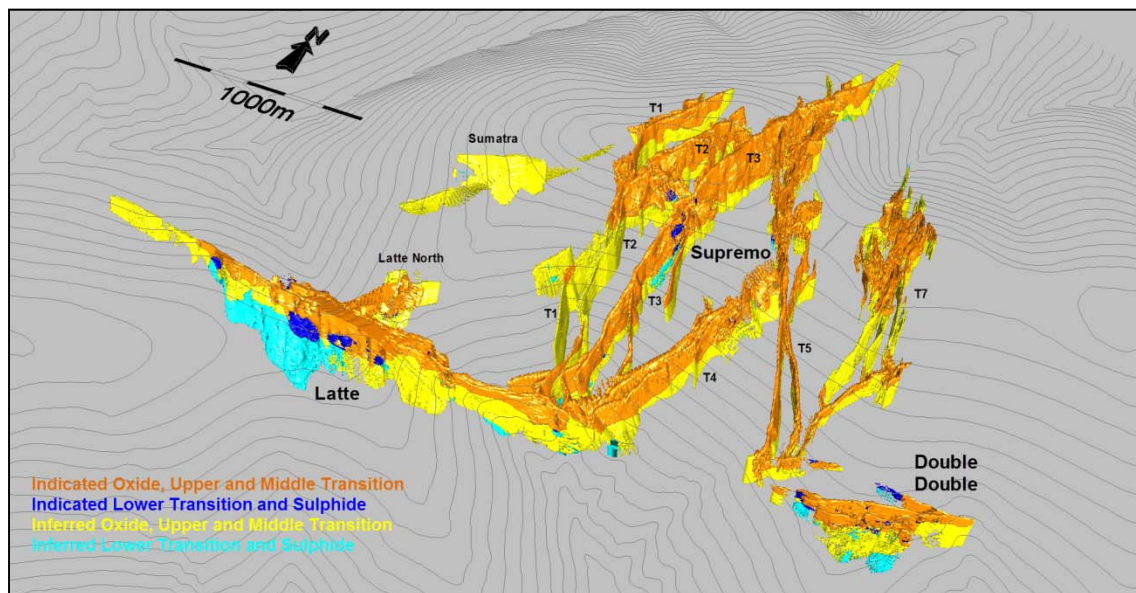 N
1000m
T1
Sumatra
T2
T3
Latte North
T2
Supremo
T3
T1
T7
T5
T4
Latte
Double
Double
Indicated Oxide, Upper and Middle Transition
Indicated Lower Transition and Sulphide
Inferred Oxide, Upper and Middle Transition
Inferred Lower Transition and Sulphide